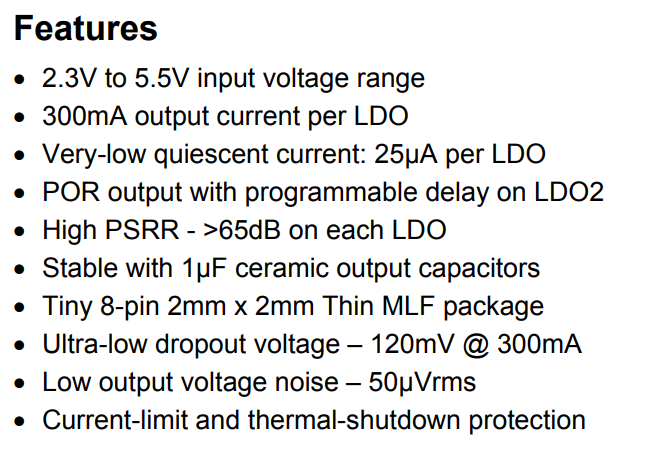 Features
• 2.3V to 5.5V input voltage range
• 300mA output current per LDO
• Very-low quiescent current: 25µA per LDO
• POR output with programmable delay on LDO2
• High PSRR - >65dB on each LDO
• Stable with 1µF ceramic output capacitors
• Tiny 8-pin 2mm x 2mm Thin MLF package
• Ultra-low dropout voltage – 120mV @ 300mA
• Low output voltage noise – 50µVrms
• Current-limit and thermal-shutdown protection